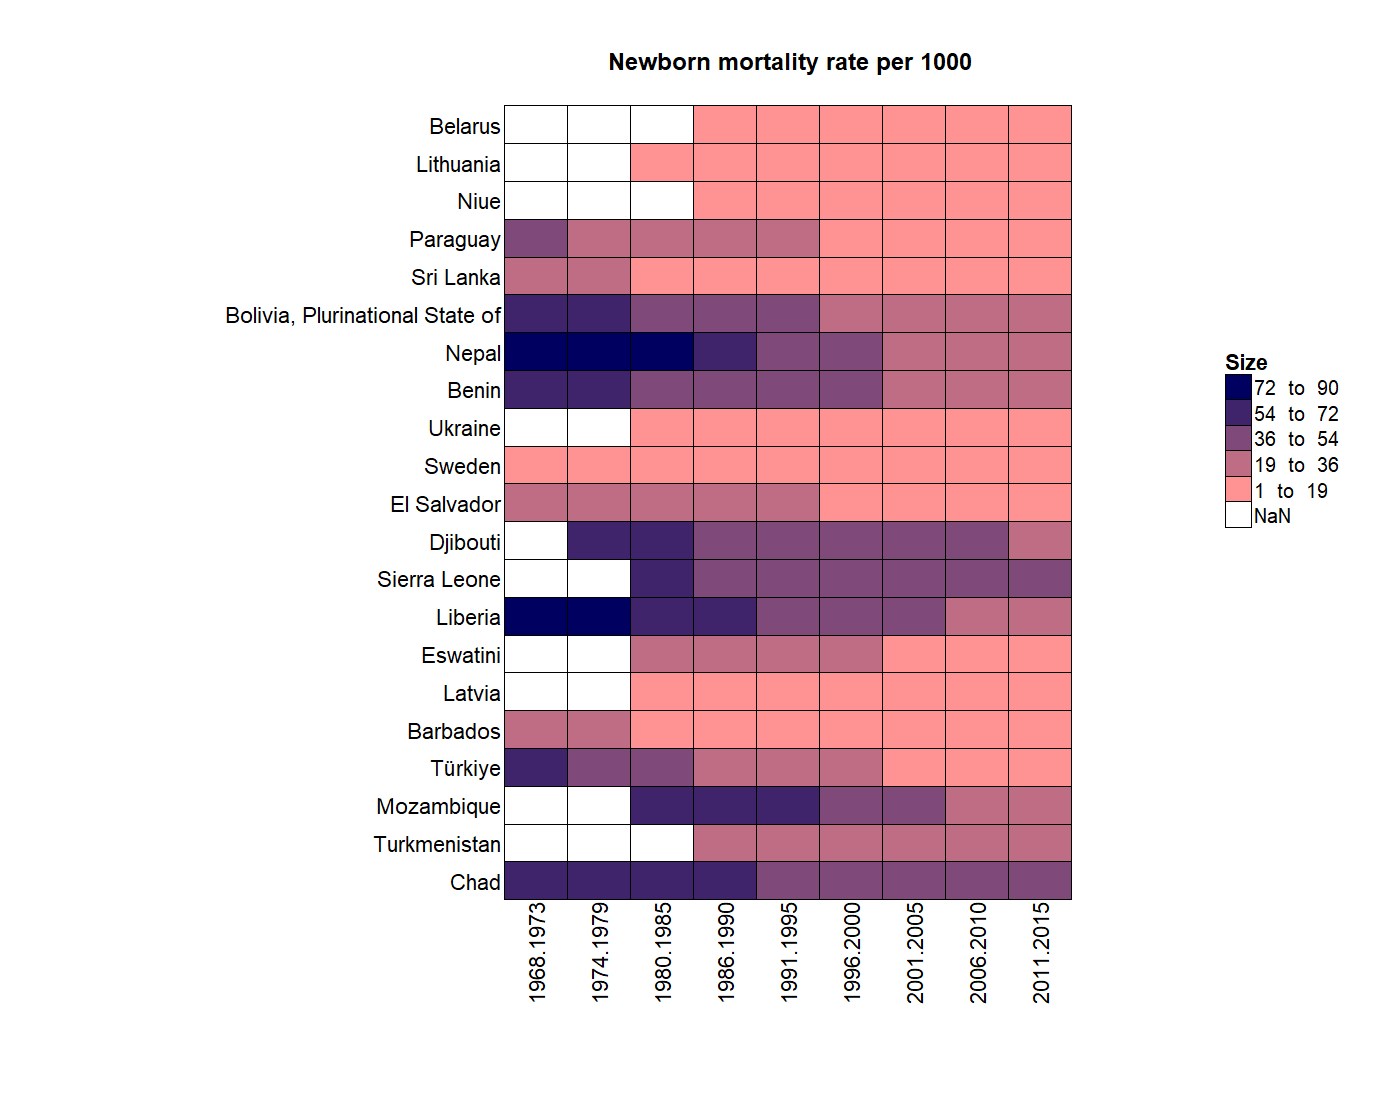 Newborn mortality rate per 1000
Belarus
Lithuania
Niue
Paraguay
Sri Lanka
Bolivia, Plurinational State of
Nepal
Benin
Ukraine
Sweden
El Salvador
Djibouti
Sierra Leone
Liberia
Eswatini
Latvia
Barbados
Türkiye
Mozambique
Turkmenistan
Chad
1968.1973
1974.1979
1980.1985
1986.1990
1991.1995
1996.2000
2001.2005
2006.2010
2011.2015
Size
72 to 90
54 to 72
36 to 54
19 to 36
1 to 19
NaN